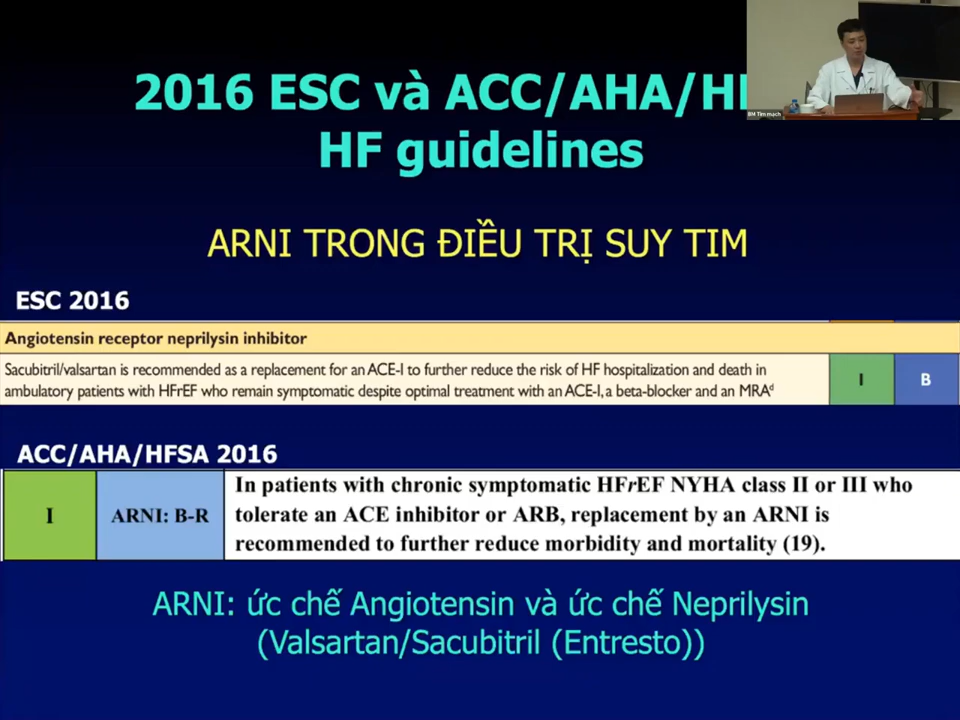 2016 ESC và ACC/AHA/
HF guidelines
BM Tim mạch
ARNI TRONG ĐIỀU TRỊ SUY TIM
ESC 2016
Angiotensin receptor neprilysin inhibitor
Sacubitril/valsartan is recommended as a replacement for an ACE-I to further reduce the risk of HF hospitalization and death in
ambulatory patients with HFrEF who remain symptomatic despite optimal treatment with an ACE-I, a beta-blocker and an MRAᵈ
I B
ACC/AHA/HFSA 2016
I ARNI: B-R
In patients with chronic symptomatic HFrEF NYHA class II or III who
tolerate an ACE inhibitor or ARB, replacement by an ARNI is
recommended to further reduce morbidity and mortality (19).
ARNI: ức chế Angiotensin và ức chế Neprilysin
(Valsartan/Sacubitril (Entresto))